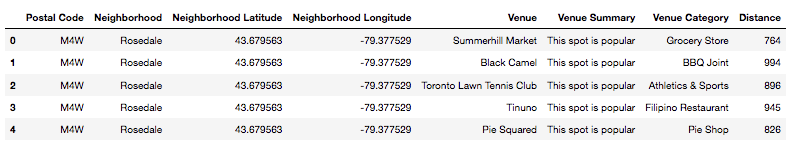 Postal Code Neighborhood Neighborhood Latitude Neighborhood Longitude Venue Venue Summary Venue Category Distance
0 M4W Rosedale 43.679563 -79.377529 Summerhill Market This spot is popular Grocery Store 764
1 M4W Rosedale 43.679563 -79.377529 Black Camel This spot is popular BBQ Joint 994
2 M4W Rosedale 43.679563 -79.377529 Toronto Lawn Tennis Club This spot is popular Athletics & Sports 896
3 M4W Rosedale 43.679563 -79.377529 Tinuno This spot is popular Filipino Restaurant 945
4 M4W Rosedale 43.679563 -79.377529 Pie Squared This spot is popular Pie Shop 826